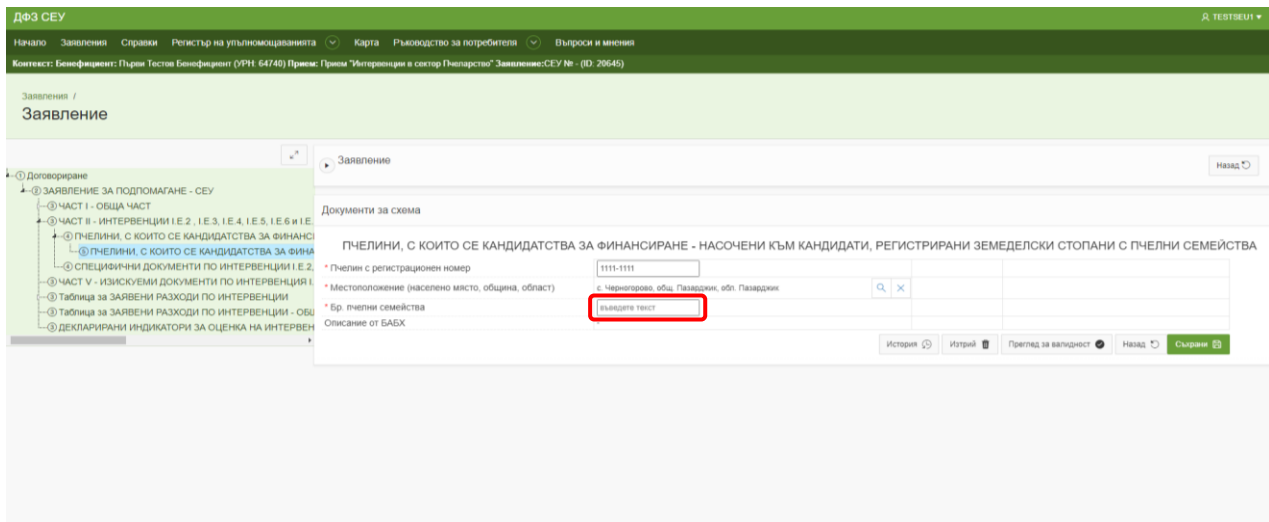 ДФЗ СЕУ
TESTSEU1
Начало Заявления Справки Регистър на упълномощаванията Карта Ръководство за потребителя Въпроси и мнения
Контекст: Бенефициент: Първи Тестов Бенефициент (УРН: 64740) Прием: Прием "Интервенции в сектор Пчеларство" Заявление:СЕУ № - (ID: 20645)
Заявления /
Заявление
Заявление
Назад
1 Договориране
2 ЗАЯВЛЕНИЕ ЗА ПОДПОМАГАНЕ - СЕУ
3 ЧАСТ I - ОБЩА ЧАСТ
3 ЧАСТ II - ИНТЕРВЕНЦИИ I.E.2 , I.E.3, I.E.4, I.E.5, I.E.6 и I.E.
4 ПЧЕЛИНИ, С КОИТО СЕ КАНДИДАТСТВА ЗА ФИНАНСI
5 ПЧЕЛИНИ, С КОИТО СЕ КАНДИДАТСТВА ЗА ФИНА
4 СПЕЦИФИЧНИ ДОКУМЕНТИ ПО ИНТЕРВЕНЦИИ I.E.2,
3 ЧАСТ V - ИЗИСКУЕМИ ДОКУМЕНТИ ПО ИНТЕРВЕНЦИЯ I.
3 Таблица за ЗАЯВЕНИ РАЗХОДИ ПО ИНТЕРВЕНЦИИ
3 Таблица за ЗАЯВЕНИ РАЗХОДИ ПО ИНТЕРВЕНЦИИ - ОБЩ
3 ДЕКЛАРИРАНИ ИНДИКАТОРИ ЗА ОЦЕНКА НА ИНТЕРВЕН
Документи за схема
ПЧЕЛИНИ, С КОИТО СЕ КАНДИДАТСТВА ЗА ФИНАНСИРАНЕ - НАСОЧЕНИ КЪМ КАНДИДАТИ, РЕГИСТРИРАНИ ЗЕМЕДЕЛСКИ СТОПАНИ С ПЧЕЛНИ СЕМЕЙСТВА
* Пчелин с регистрационен номер 1111-1111
* Местоположение (населено място, община, област) с. Черногорово, общ. Пазарджик, обл. Пазарджик
* Бр. пчелни семейства въведете текст
Описание от БАБХ
История Изтрий Преглед за валидност Назад Съхрани